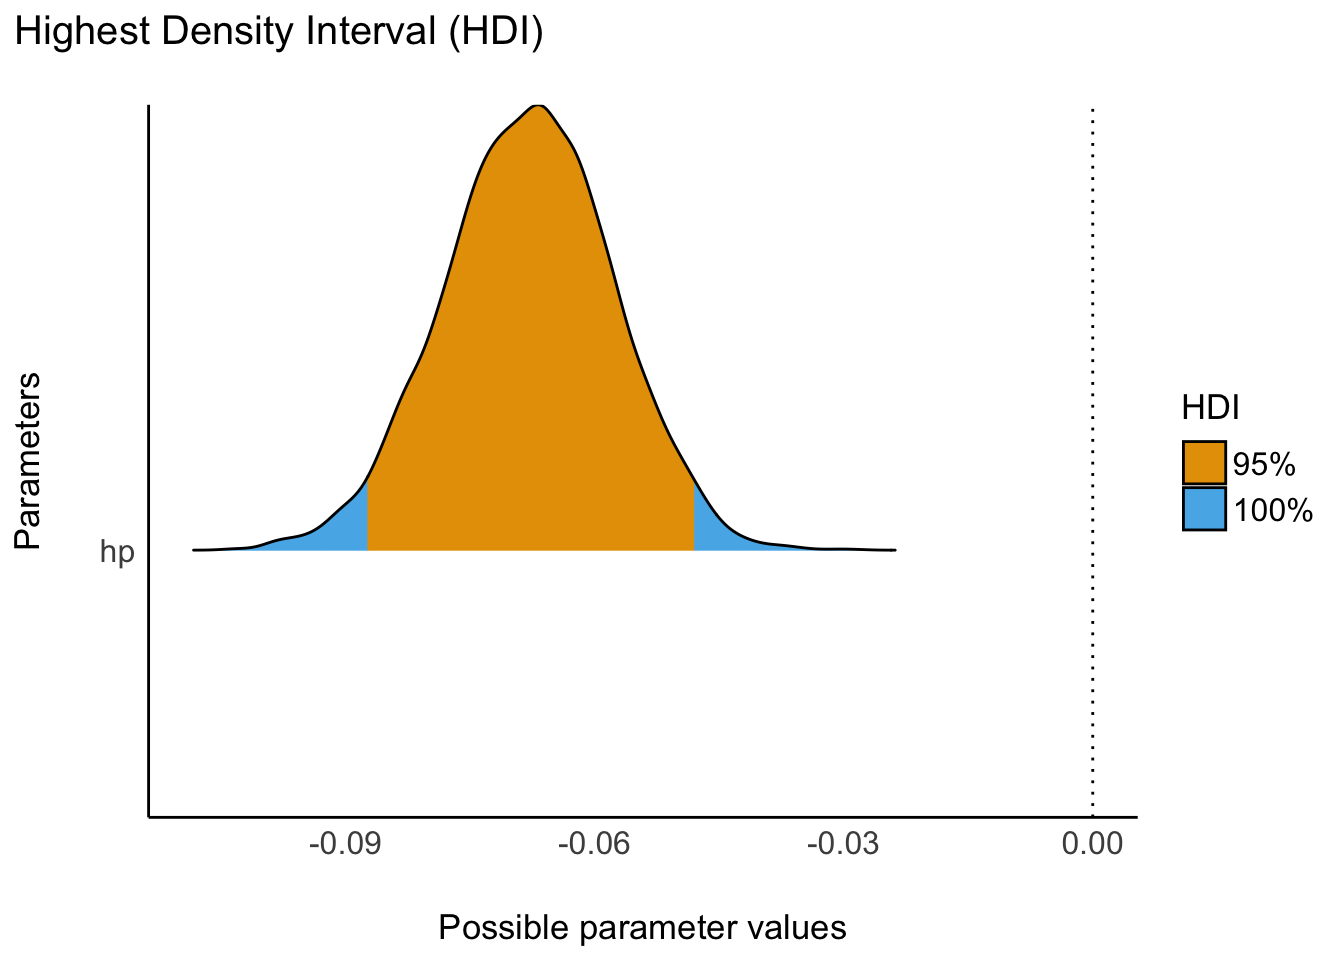 Highest Density Interval (HDI)
Parameters
hp
-0.09
-0.06
-0.03
0.00
Possible parameter values
HDI
95%
100%